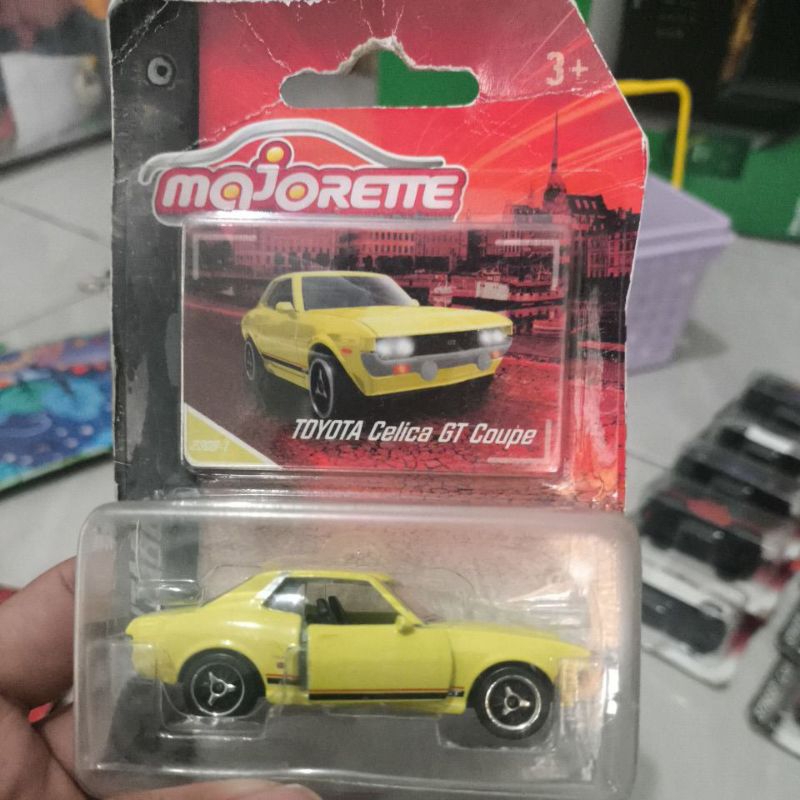 3+
majorette
TOYOTA Celica GT Coupe